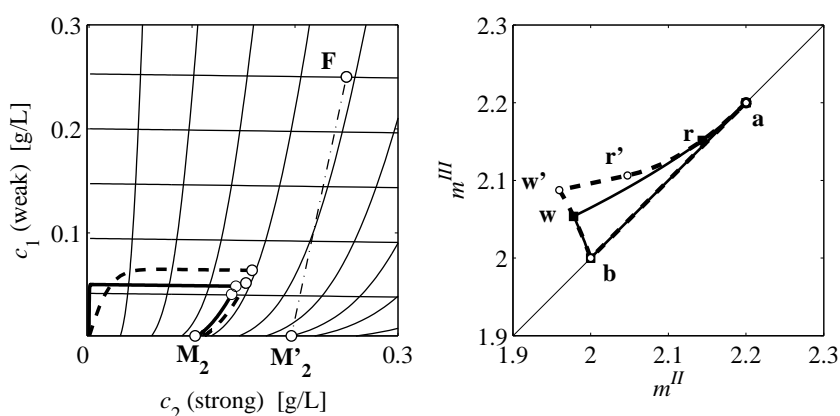 0.3
F
0.2
c1 (weak) [g/L]
0.1
0
M2
M'2
0.3
c2 (strong) [g/L]
2.3
2.2
a
r
r'
2.1
w'
w
mIII
2
b
1.9
1.9
2
2.1
2.2
2.3
mII